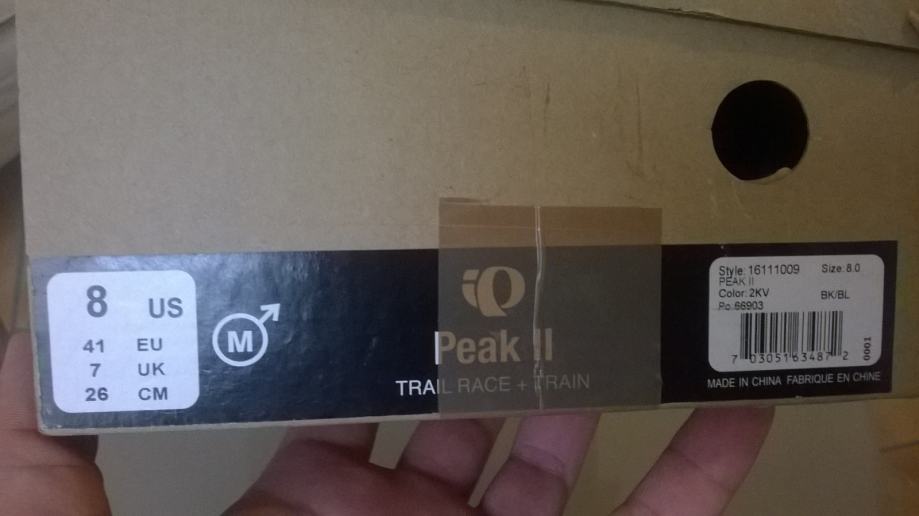 8 US
41 EU
7 UK
26 CM
M
Peak II
TRAIL RACE + TRAIN
Style: 16111009 Size: 8.0
PEAK II
Color: 2KV BK/BL
Po: 66903
7 03051 63487 2
0001
MADE IN CHINA FABRIQUE EN CHINE